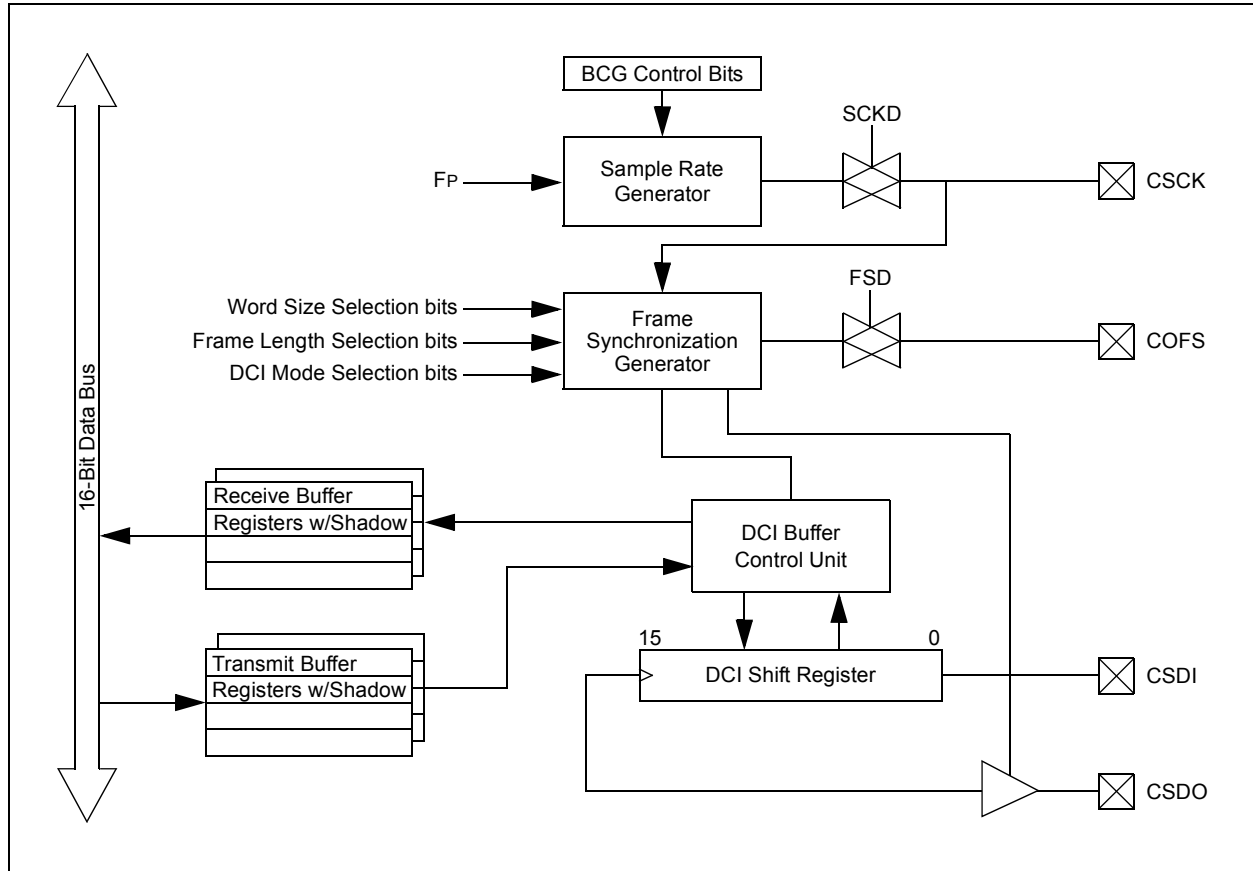 BCG Control Bits
SCKD
Sample Rate
Generator
FP
CSCK
FSD
Word Size Selection bits
Frame Length Selection bits
DCI Mode Selection bits
Frame
Synchronization
Generator
COFS
16-Bit Data Bus
Receive Buffer
Registers w/Shadow
DCI Buffer
Control Unit
Transmit Buffer
Registers w/Shadow
15
0
DCI Shift Register
CSDI
CSDO